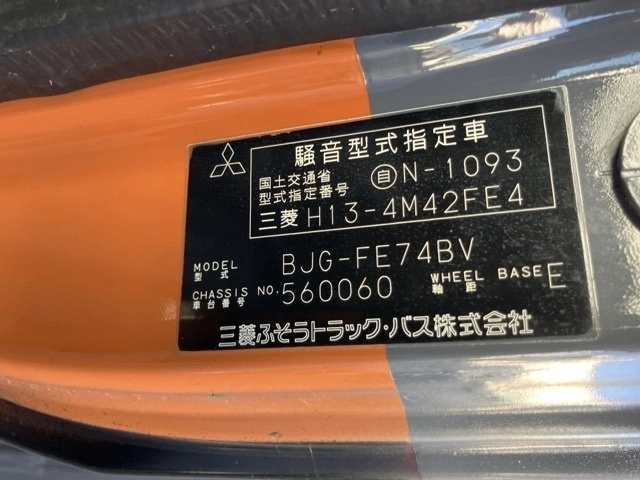 騒音型式指定車
国土交通省
型式指定番号 自N-1093
三菱 H13-4M42FE4
MODEL
型式 BJG-FE74BV
CHASSIS NO.
車台番号 560060 WHEEL BASE
軸距 E
三菱ふそうトラック・バス株式会社